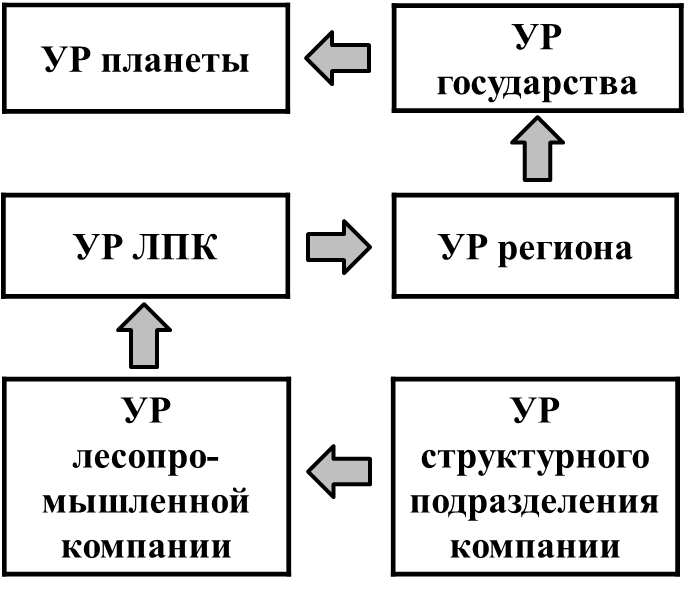 УР планеты
УР
государства
УР ЛПК
УР региона
УР
лесопро-
мышленной
компании
УР
структурного
подразделения
компании